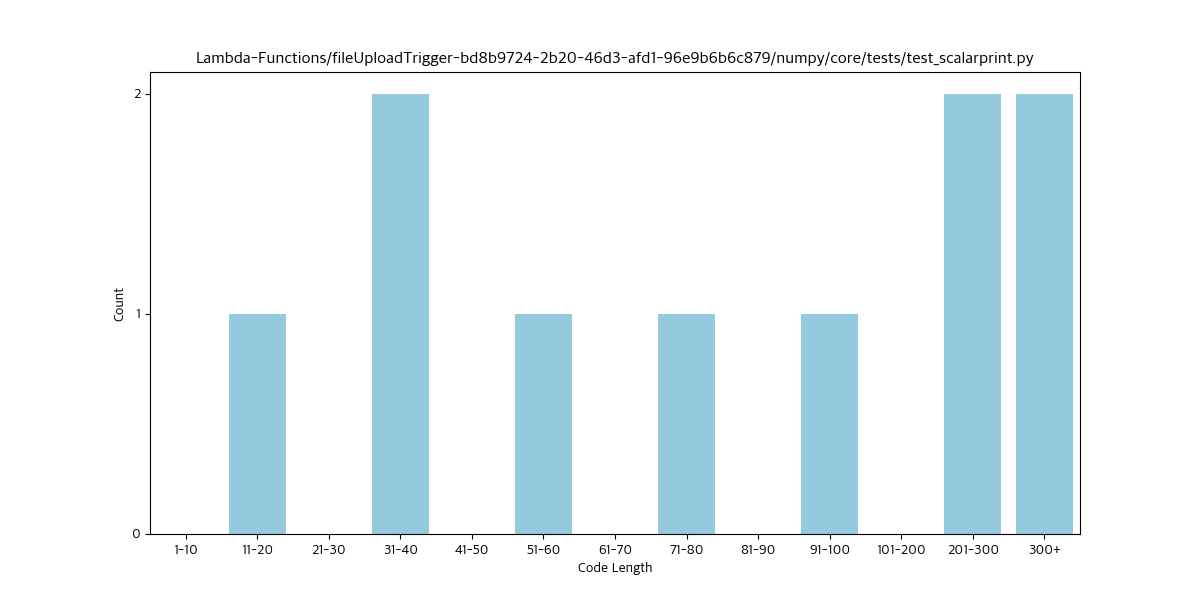 Lambda-Functions/fileUploadTrigger-bd8b9724-2b20-46d3-afd1-96e9b6b6c879/numpy/core/tests/test_scalarprint.py
2
1
0
Count
1-10 11-20 21-30 31-40 41-50 51-60 61-70 71-80 81-90 91-100 101-200 201-300 300+
Code Length